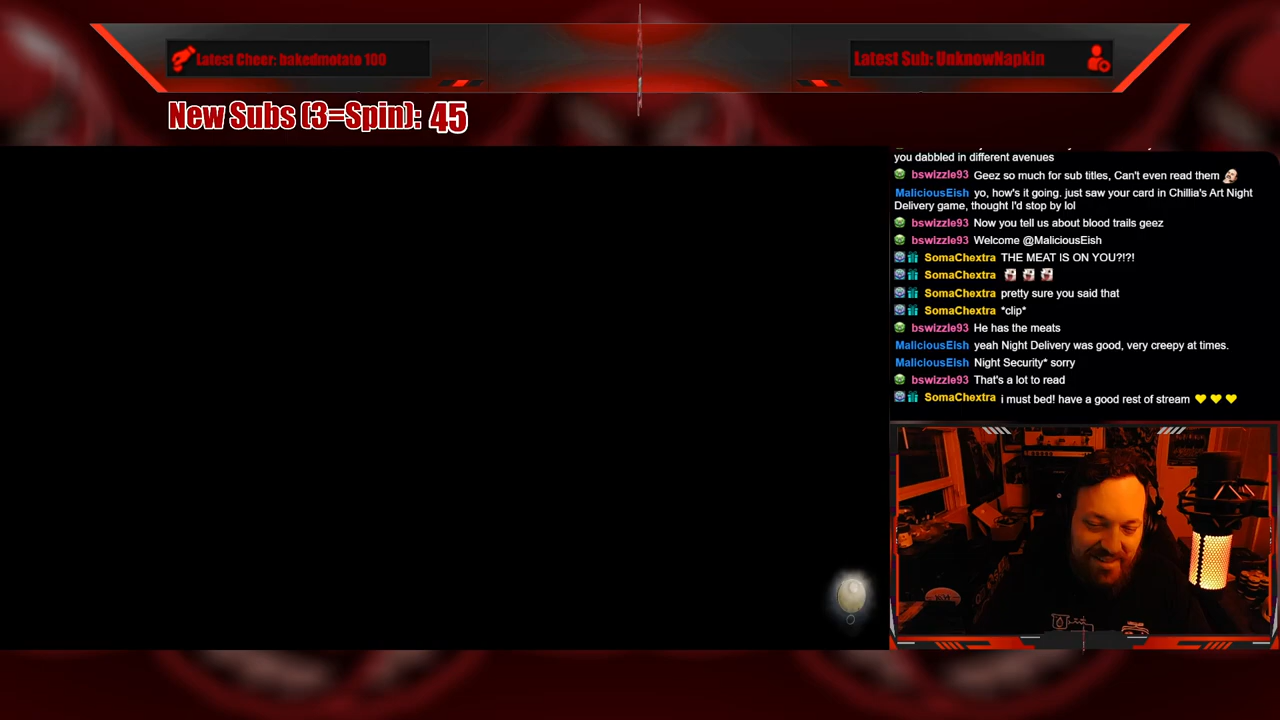 Latest Cheer: bakedmotato 100
Latest Sub: UnknowNapkin
New Subs (3=Spin): 45
you dabbled in different avenues
bswizzle93 Geez so much for sub titles, Can't even read them
MaliciousEish yo, how's it going. just saw your card in Chillia's Art Night
Delivery game, thought I'd stop by lol
bswizzle93 Now you tell us about blood trails geez
bswizzle93 Welcome @MaliciousEish
SomaChextra THE MEAT IS ON YOU?!?!
SomaChextra
SomaChextra pretty sure you said that
SomaChextra *clip*
bswizzle93 He has the meats
MaliciousEish yeah Night Delivery was good, very creepy at times.
MaliciousEish Night Security* sorry
bswizzle93 That's a lot to read
SomaChextra i must bed! have a good rest of stream